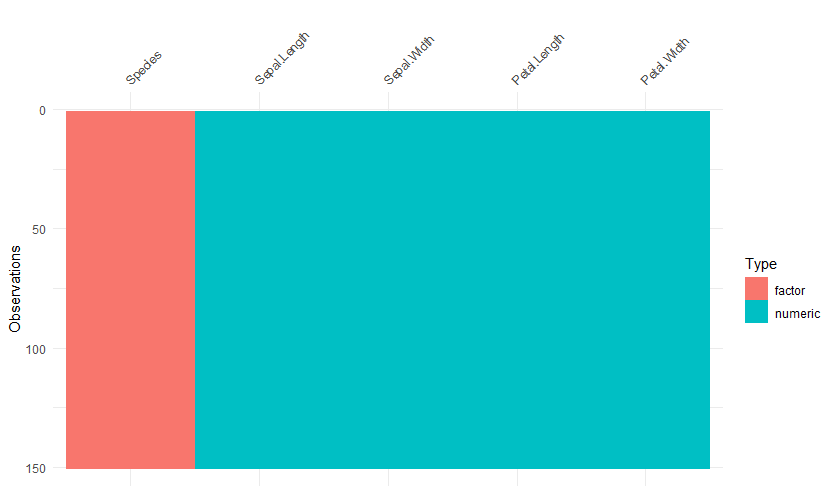 Species
Sepal.Length
Sepal.Width
Petal.Length
Petal.Width
0
50
100
150
Observations
Type
factor
numeric